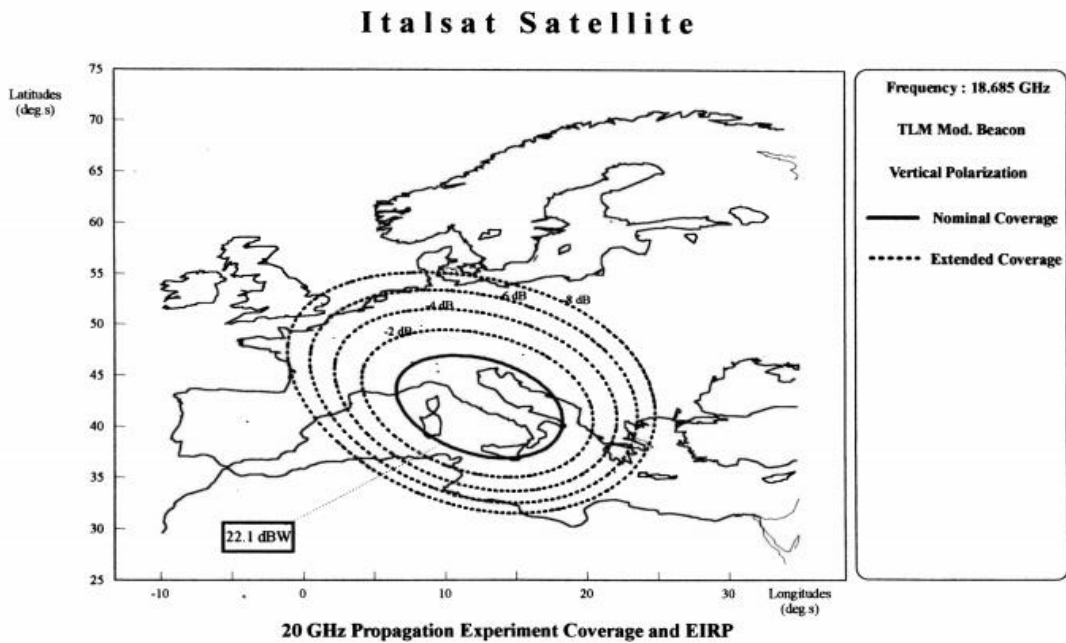 Italsat Satellite
Latitudes
(deg.s)
75
70
65
60
55
50
45
40
35
30
25
-8 dB
-6 dB
-4 dB
-2 dB
22.1 dBW
-10
0
10
20
30
Longitudes
(deg.s)
20 GHz Propagation Experiment Coverage and EIRP
Frequency : 18.685 GHz
TLM Mod. Beacon
Vertical Polarization
Nominal Coverage
Extended Coverage